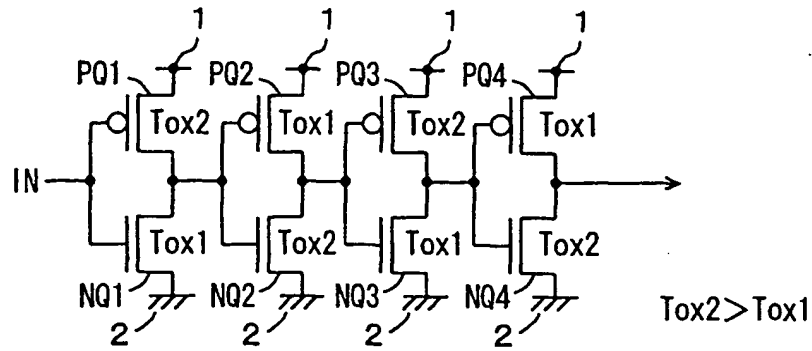 1 1 1 1
PQ1 PQ2 PQ3 PQ4
Tox2 Tox1 Tox2 Tox1
IN
Tox1 Tox2 Tox1 Tox2
NQ1 NQ2 NQ3 NQ4
2 2 2 2
Tox2>Tox1